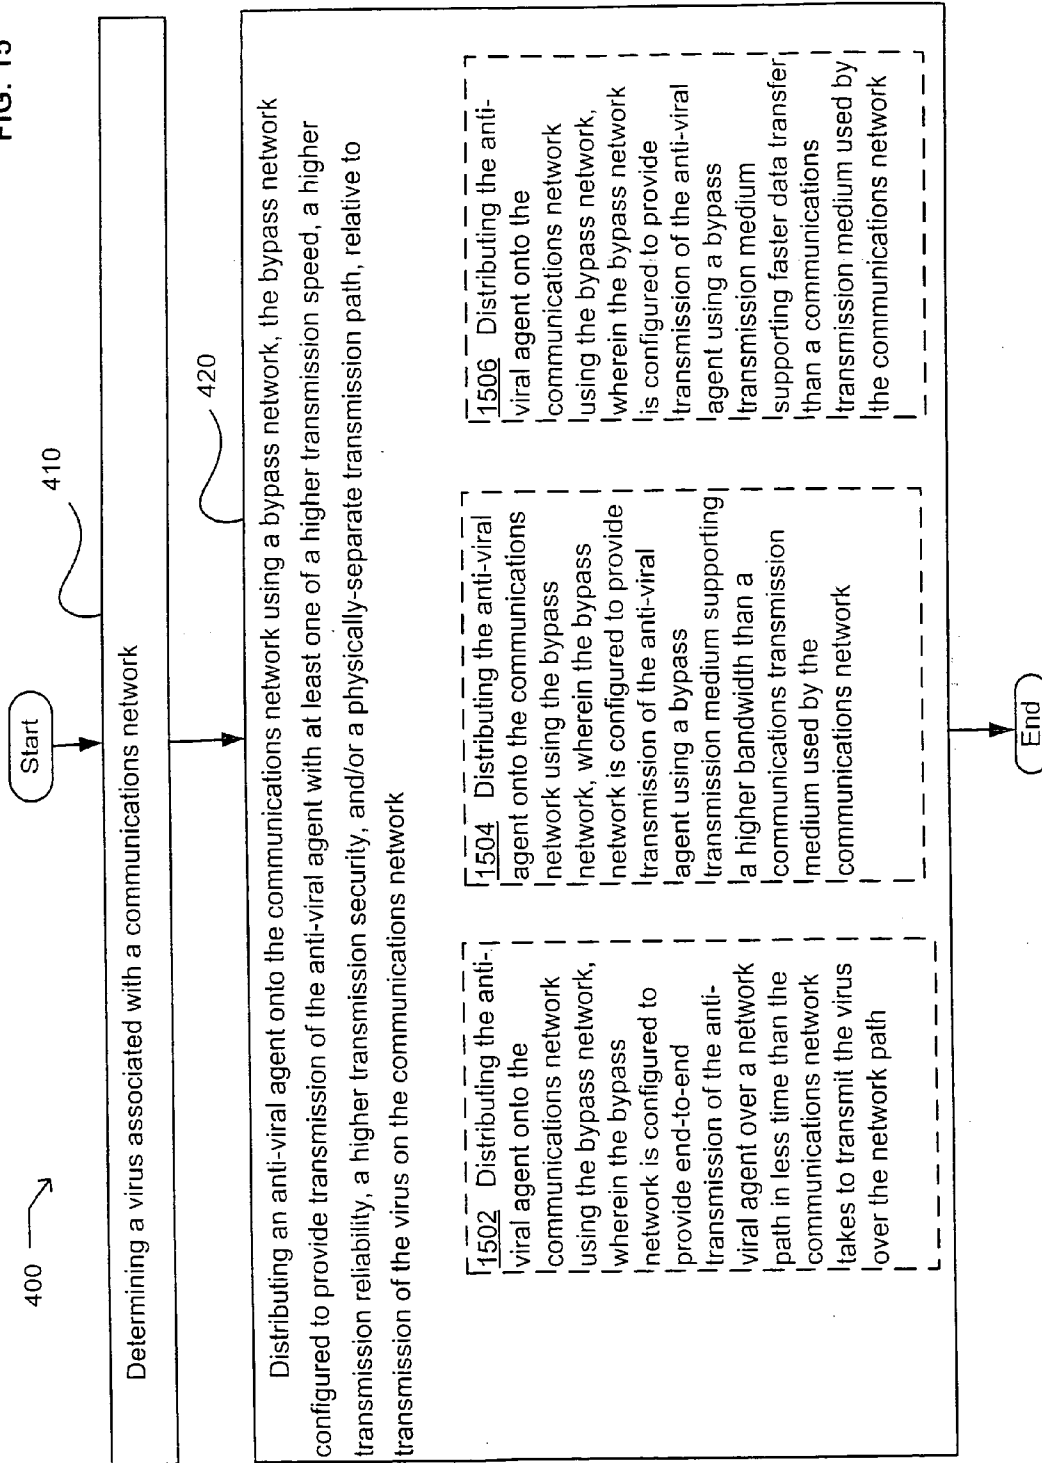 FIG. 15
400
Start
410
Determining a virus associated with a communications network
420
Distributing an anti-viral agent onto the communications network using a bypass network, the bypass network
configured to provide transmission of the anti-viral agent with at least one of a higher transmission speed, a higher
transmission reliability, a higher transmission security, and/or a physically-separate transmission path, relative to
transmission of the virus on the communications network
1502 Distributing the anti-
viral agent onto the
communications network
using the bypass network,
wherein the bypass
network is configured to
provide end-to-end
transmission of the anti-
viral agent over a network
path in less time than the
communications network
takes to transmit the virus
over the network path
1504 Distributing the anti-viral
agent onto the communications
network using the bypass
network, wherein the bypass
network is configured to provide
transmission of the anti-viral
agent using a bypass
transmission medium supporting
a higher bandwidth than a
communications transmission
medium used by the
communications network
1506 Distributing the anti-
viral agent onto the
communications network
using the bypass network,
wherein the bypass network
is configured to provide
transmission of the anti-viral
agent using a bypass
transmission medium
supporting faster data transfer
than a communications
transmission medium used by
the communications network
End